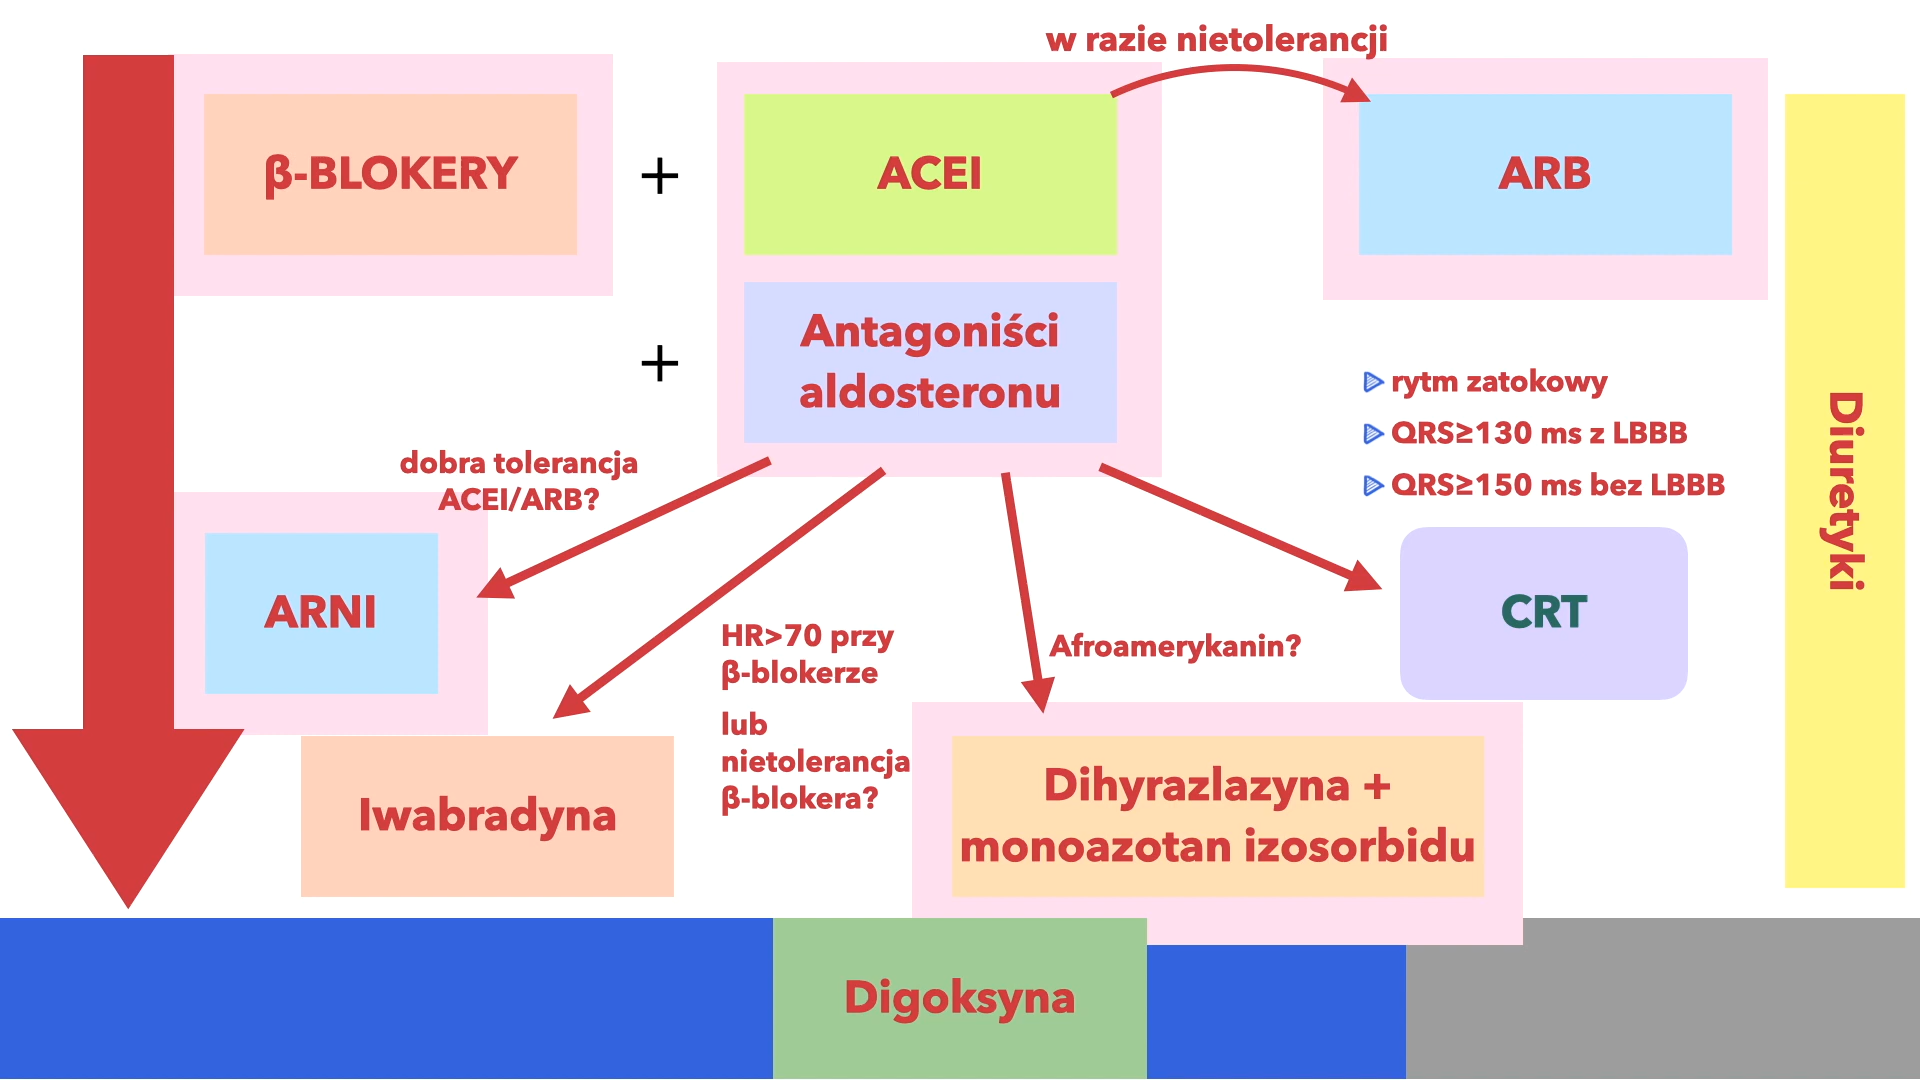 w razie nietolerancji
β-BLOKERY
+
ACEI
ARB
+
Antagoniści
aldosteronu
rytm zatokowy
QRS≥130 ms z LBBB
QRS≥150 ms bez LBBB
Diuretyki
dobra tolerancja
ACEI/ARB?
ARNI
CRT
HR>70 przy
β-blokerze
lub
nietolerancja
β-blokera?
Afroamerykanin?
Iwabradyna
Dihyrazlazyna +
monoazotan izosorbidu
Digoksyna